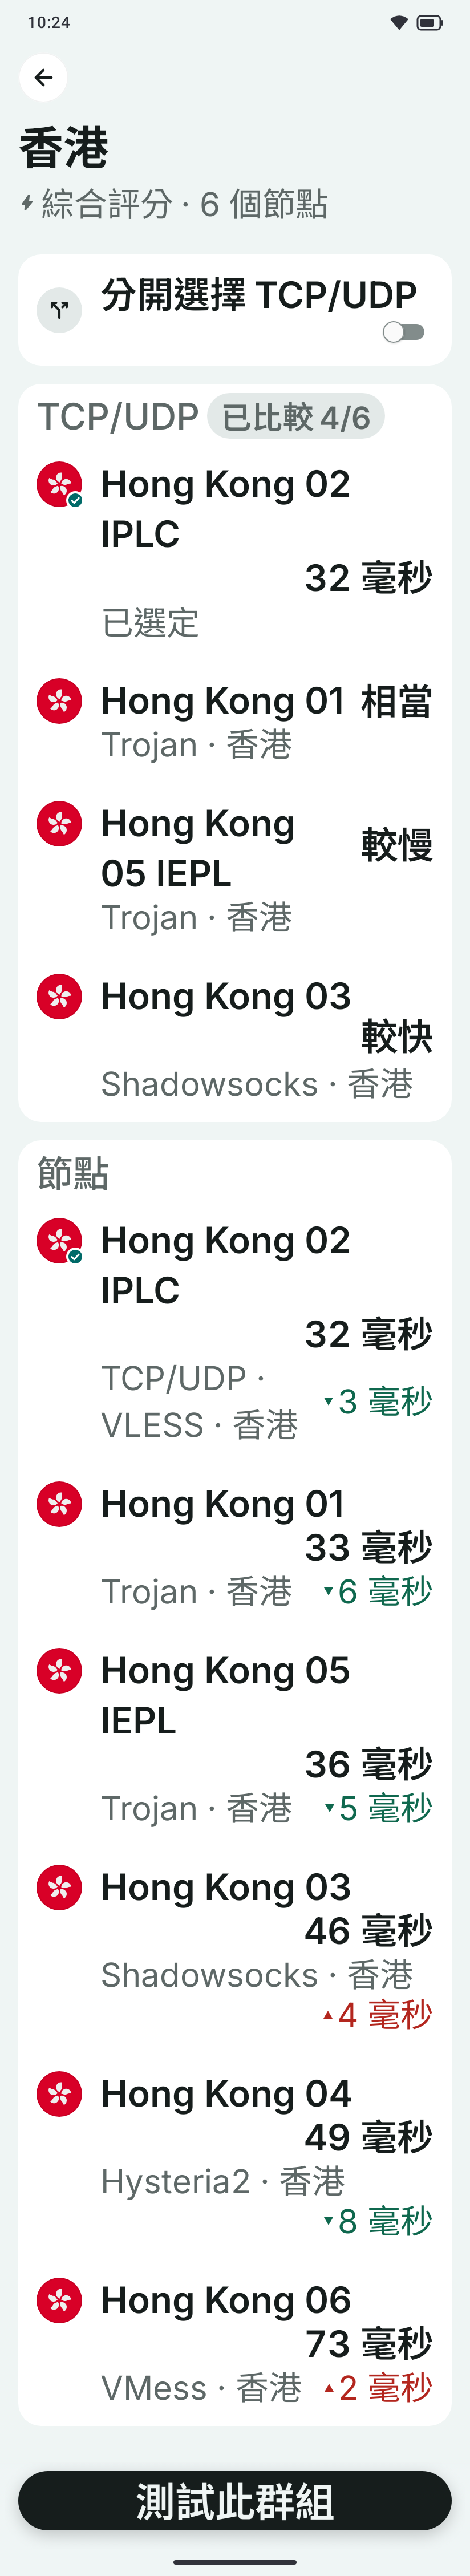 10:24
香港
綜合評分 · 6 個節點
分開選擇 TCP/UDP
TCP/UDP 已比較 4/6
Hong Kong 02
IPLC
32 毫秒
已選定
Hong Kong 01 相當
Trojan · 香港
Hong Kong
05 IEPL
較慢
Trojan · 香港
Hong Kong 03
較快
Shadowsocks · 香港
節點
Hong Kong 02
IPLC
32 毫秒
TCP/UDP ·
VLESS · 香港
▼3 毫秒
Hong Kong 01
33 毫秒
Trojan · 香港 ▼6 毫秒
Hong Kong 05
IEPL
36 毫秒
Trojan · 香港 ▼5 毫秒
Hong Kong 03
46 毫秒
Shadowsocks · 香港
▲4 毫秒
Hong Kong 04
49 毫秒
Hysteria2 · 香港
▼8 毫秒
Hong Kong 06
73 毫秒
VMess · 香港 ▲2 毫秒
測試此群組